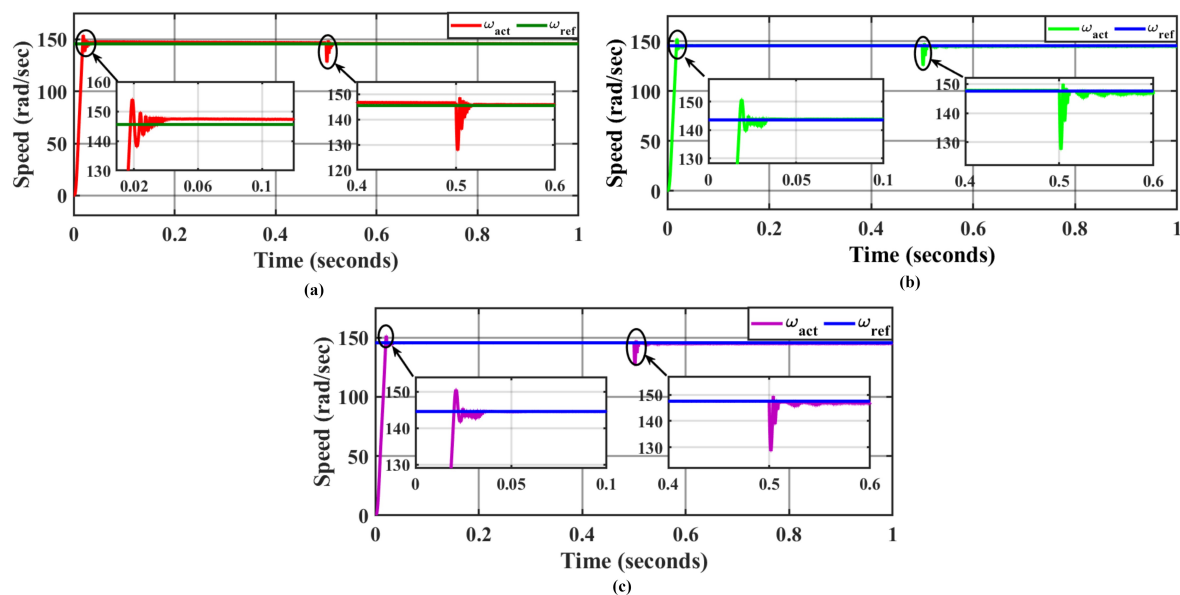 ω_act ω_ref
150
100
50
0
Speed (rad/sec)
160
150
140
130
0.02 0.06 0.1
150
140
130
120
0.4 0.5 0.6
0 0.2 0.4 0.6 0.8 1
Time (seconds)
(a)
ω_act ω_ref
150
100
50
0
Speed (rad/sec)
150
140
130
0 0.05 0.1
150
140
130
0.4 0.5 0.6
0 0.2 0.4 0.6 0.8 1
Time (seconds)
(b)
ω_act ω_ref
150
100
50
0
Speed (rad/sec)
150
140
130
0 0.05 0.1
150
140
130
0.4 0.5 0.6
0 0.2 0.4 0.6 0.8 1
Time (seconds)
(c)